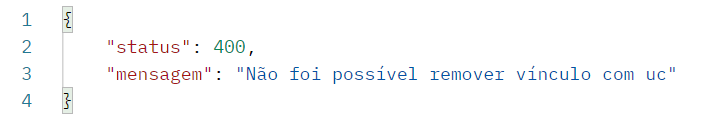 1 {
2 "status": 400,
3 "mensagem": "Não foi possível remover vínculo com uc"
4 }